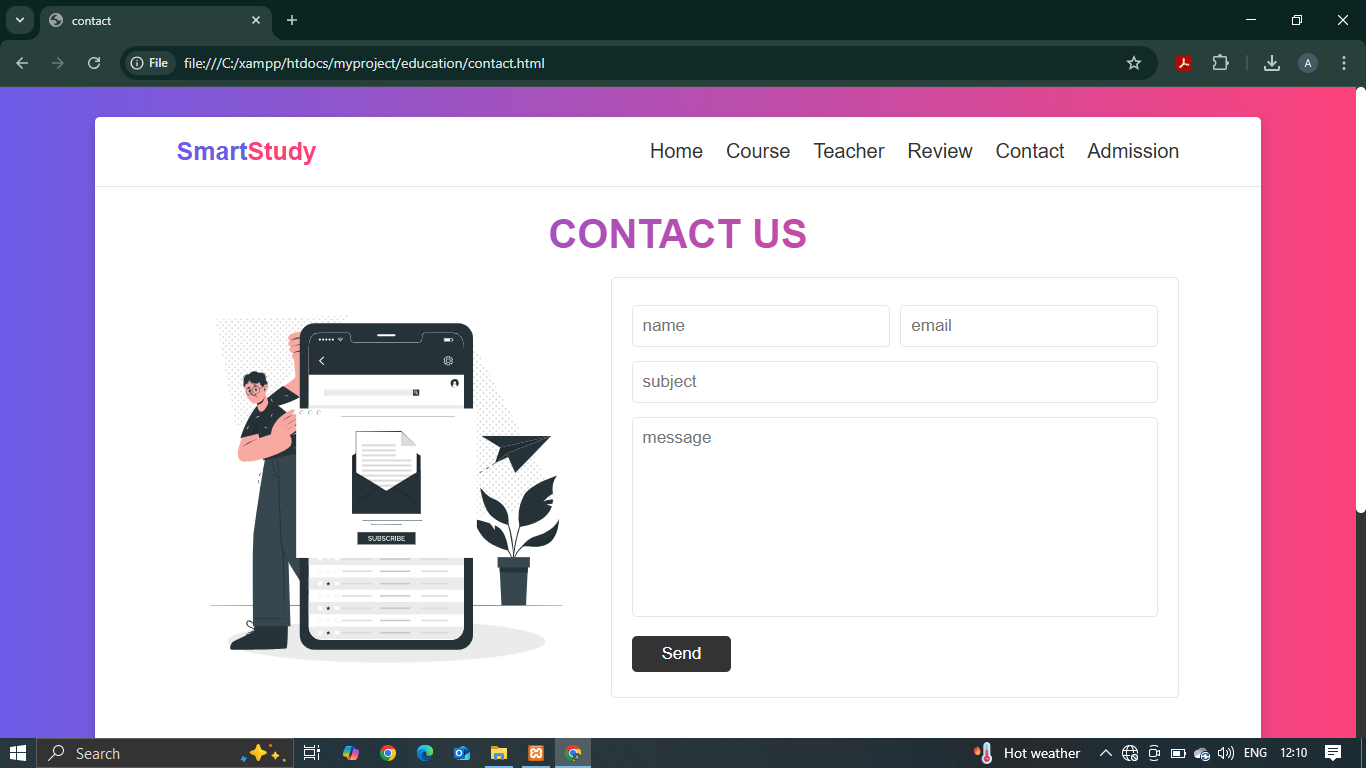 contact
File file:///C:/xampp/htdocs/myproject/education/contact.html
A
SmartStudy
Home Course Teacher Review Contact Admission
CONTACT US
name email
subject
message
SUBSCRIBE
Send
Search
Hot weather
ENG 12:10